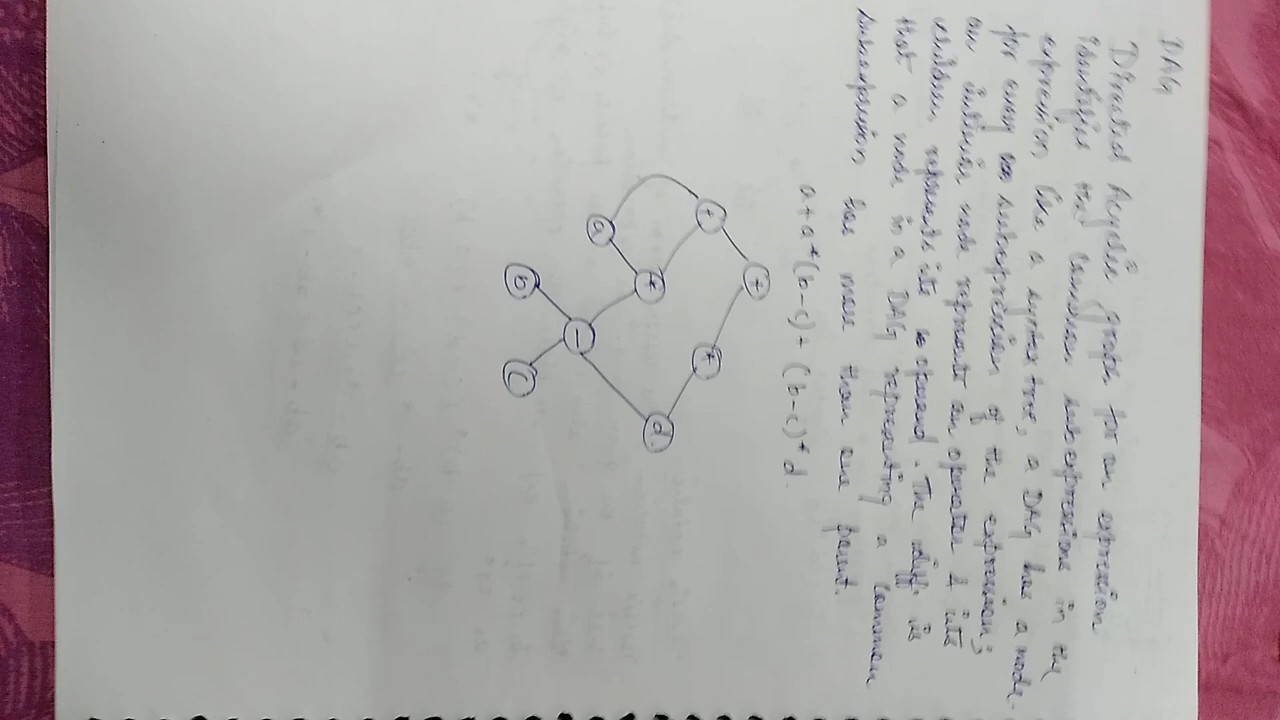 DAG
Directed Acyclic graph for an expression
identifies the common subexpressions in the
expression like a syntax tree, a DAG has a node
for every subexpression of the expression;
an interior node represents an operator & its
children represents its operand. The diff is
that a node in a DAG representing a common
subexpression has more than one parent.
a+a*(b-c)+(b-c)*d.
+
+ *
a * d
b - c